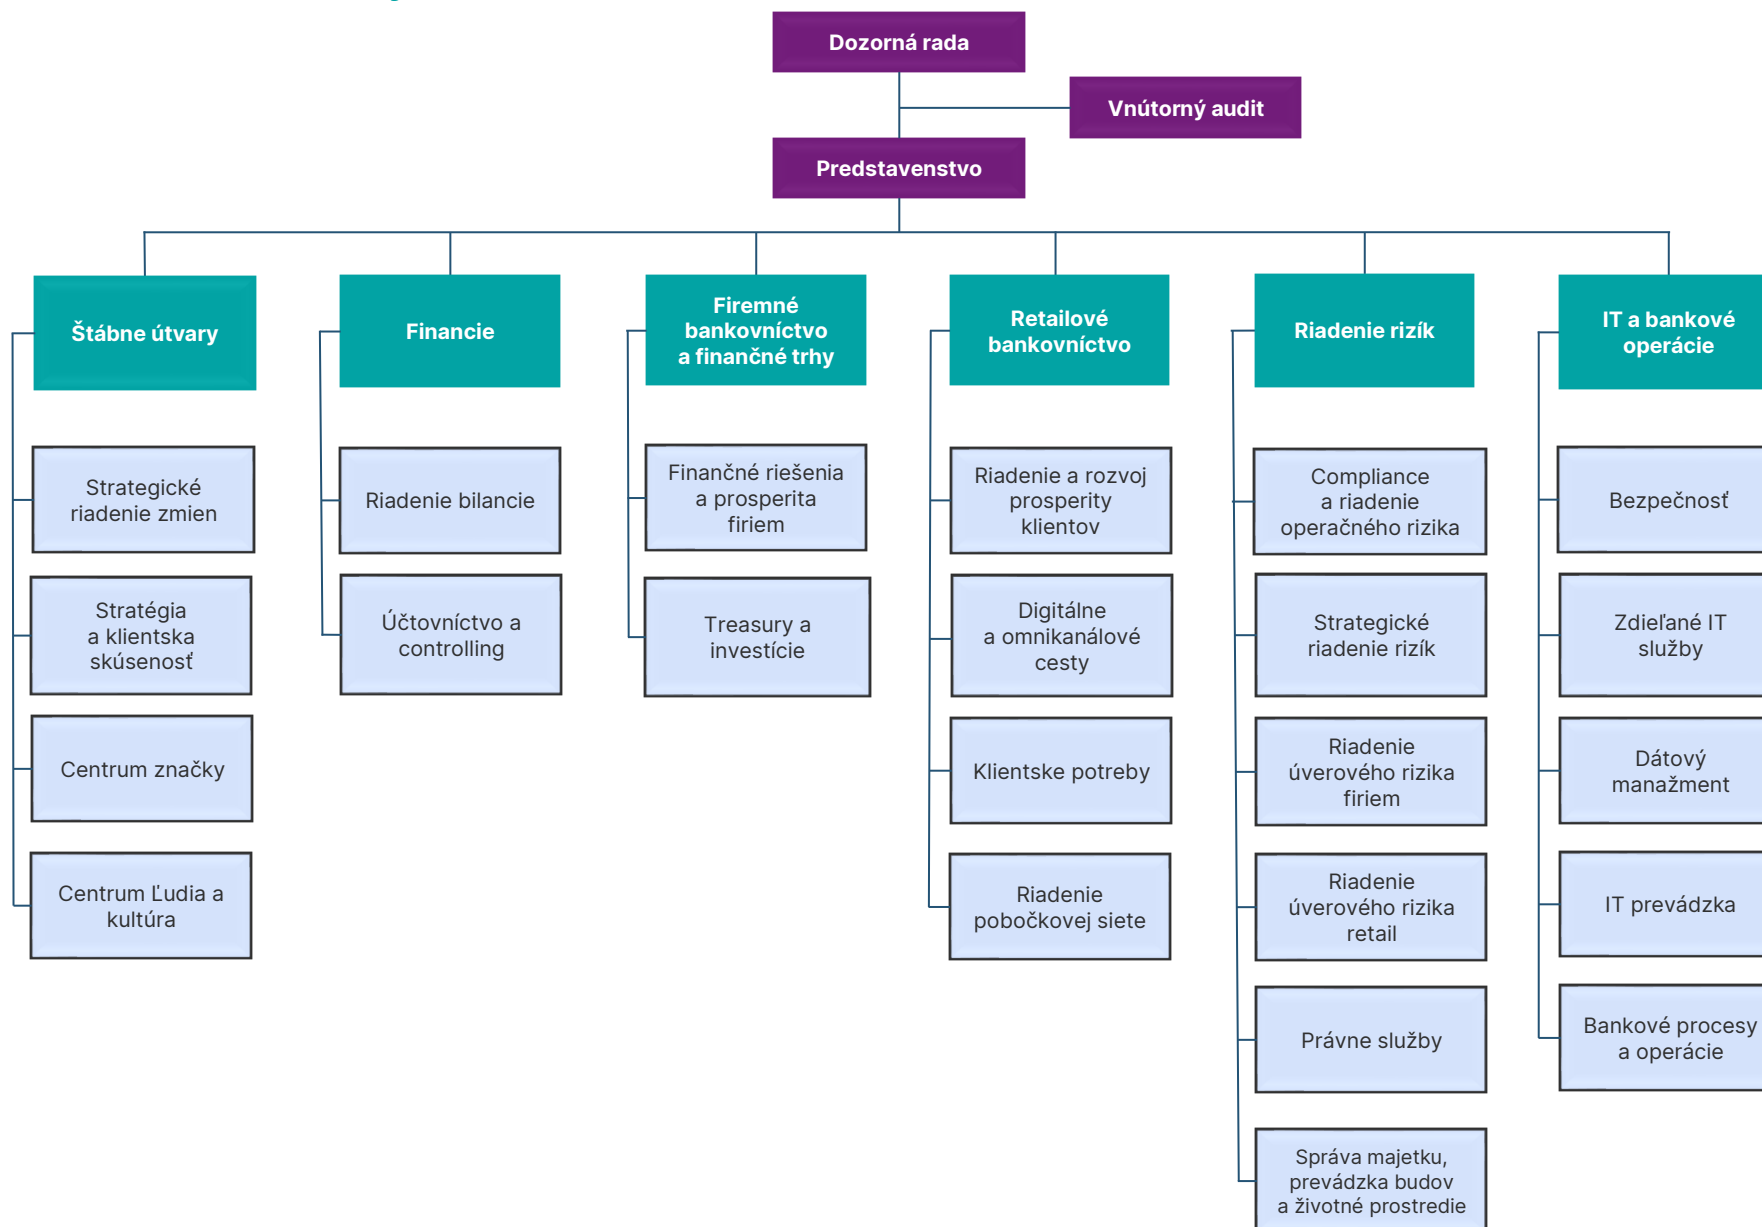 Dozorná rada
Vnútorný audit
Predstavenstvo
Štábne útvary
Financie
Firemné
bankovníctvo
a finančné trhy
Retailové
bankovníctvo
Riadenie rizík
IT a bankové
operácie
Strategické
riadenie zmien
Stratégia
a klientska
skúsenosť
Centrum značky
Centrum Ľudia a
kultúra
Riadenie bilancie
Účtovníctvo a
controlling
Finančné riešenia
a prosperita
firiem
Treasury a
investície
Riadenie a rozvoj
prosperity
klientov
Digitálne
a omnikanálové
cesty
Klientske potreby
Riadenie
pobočkovej siete
Compliance
a riadenie
operačného rizika
Strategické
riadenie rizík
Riadenie
úverového rizika
firiem
Riadenie
úverového rizika
retail
Právne služby
Správa majetku,
prevádzka budov
a životné prostredie
Bezpečnosť
Zdieľané IT
služby
Dátový
manažment
IT prevádzka
Bankové procesy
a operácie